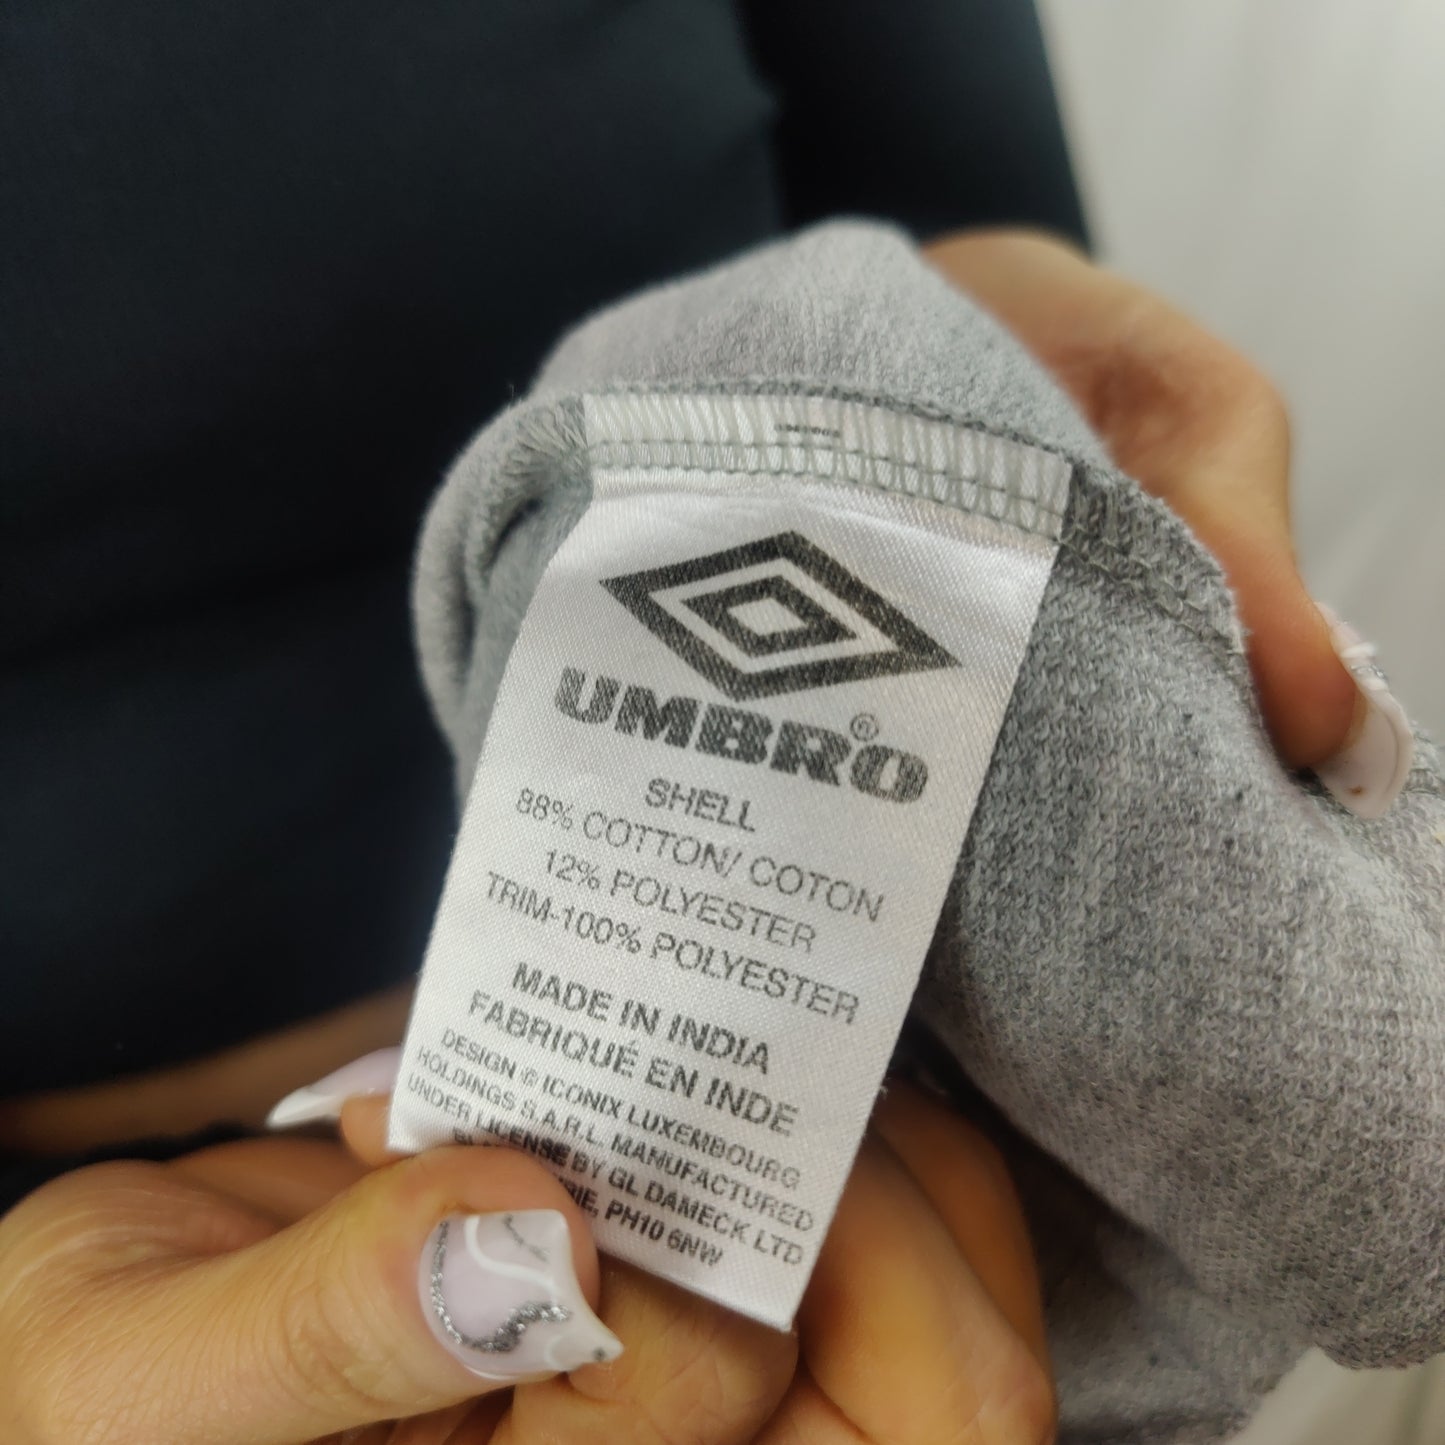 UMBRO®
SHELL
88% COTTON/ COTON
12% POLYESTER
TRIM-100% POLYESTER
MADE IN INDIA
FABRIQUÉ EN INDE
DESIGN © ICONIX LUXEMBOURG
HOLDINGS S.A.R.L. MANUFACTURED
UNDER LICENSE BY GL DAMECK LTD
PH10 6NW